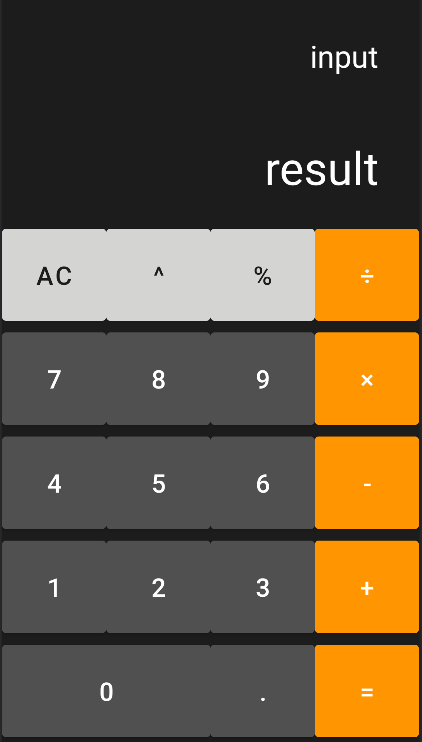 input
result
AC ^ % ÷
7 8 9 ×
4 5 6 -
1 2 3 +
0 . =